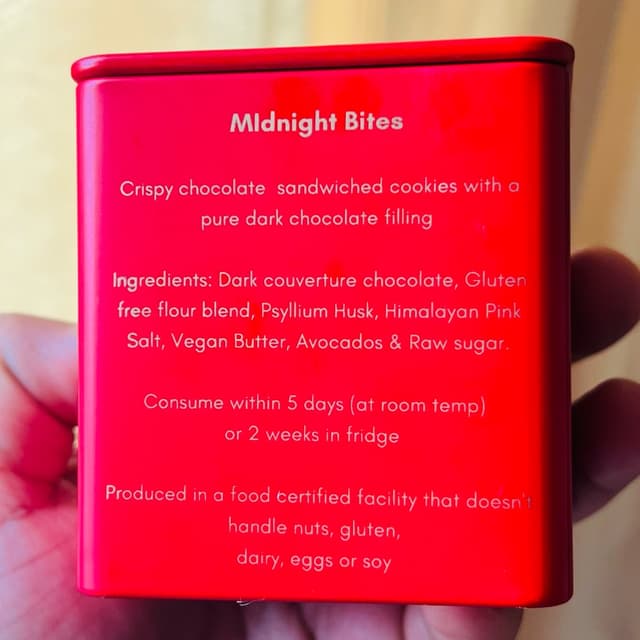 MIdnight Bites
Crispy chocolate sandwiched cookies with a
pure dark chocolate filling
Ingredients: Dark couverture chocolate, Gluten
free flour blend, Psyllium Husk, Himalayan Pink
Salt, Vegan Butter, Avocados & Raw sugar.
Consume within 5 days (at room temp)
or 2 weeks in fridge
Produced in a food certified facility that doesn't
handle nuts, gluten,
dairy, eggs or soy